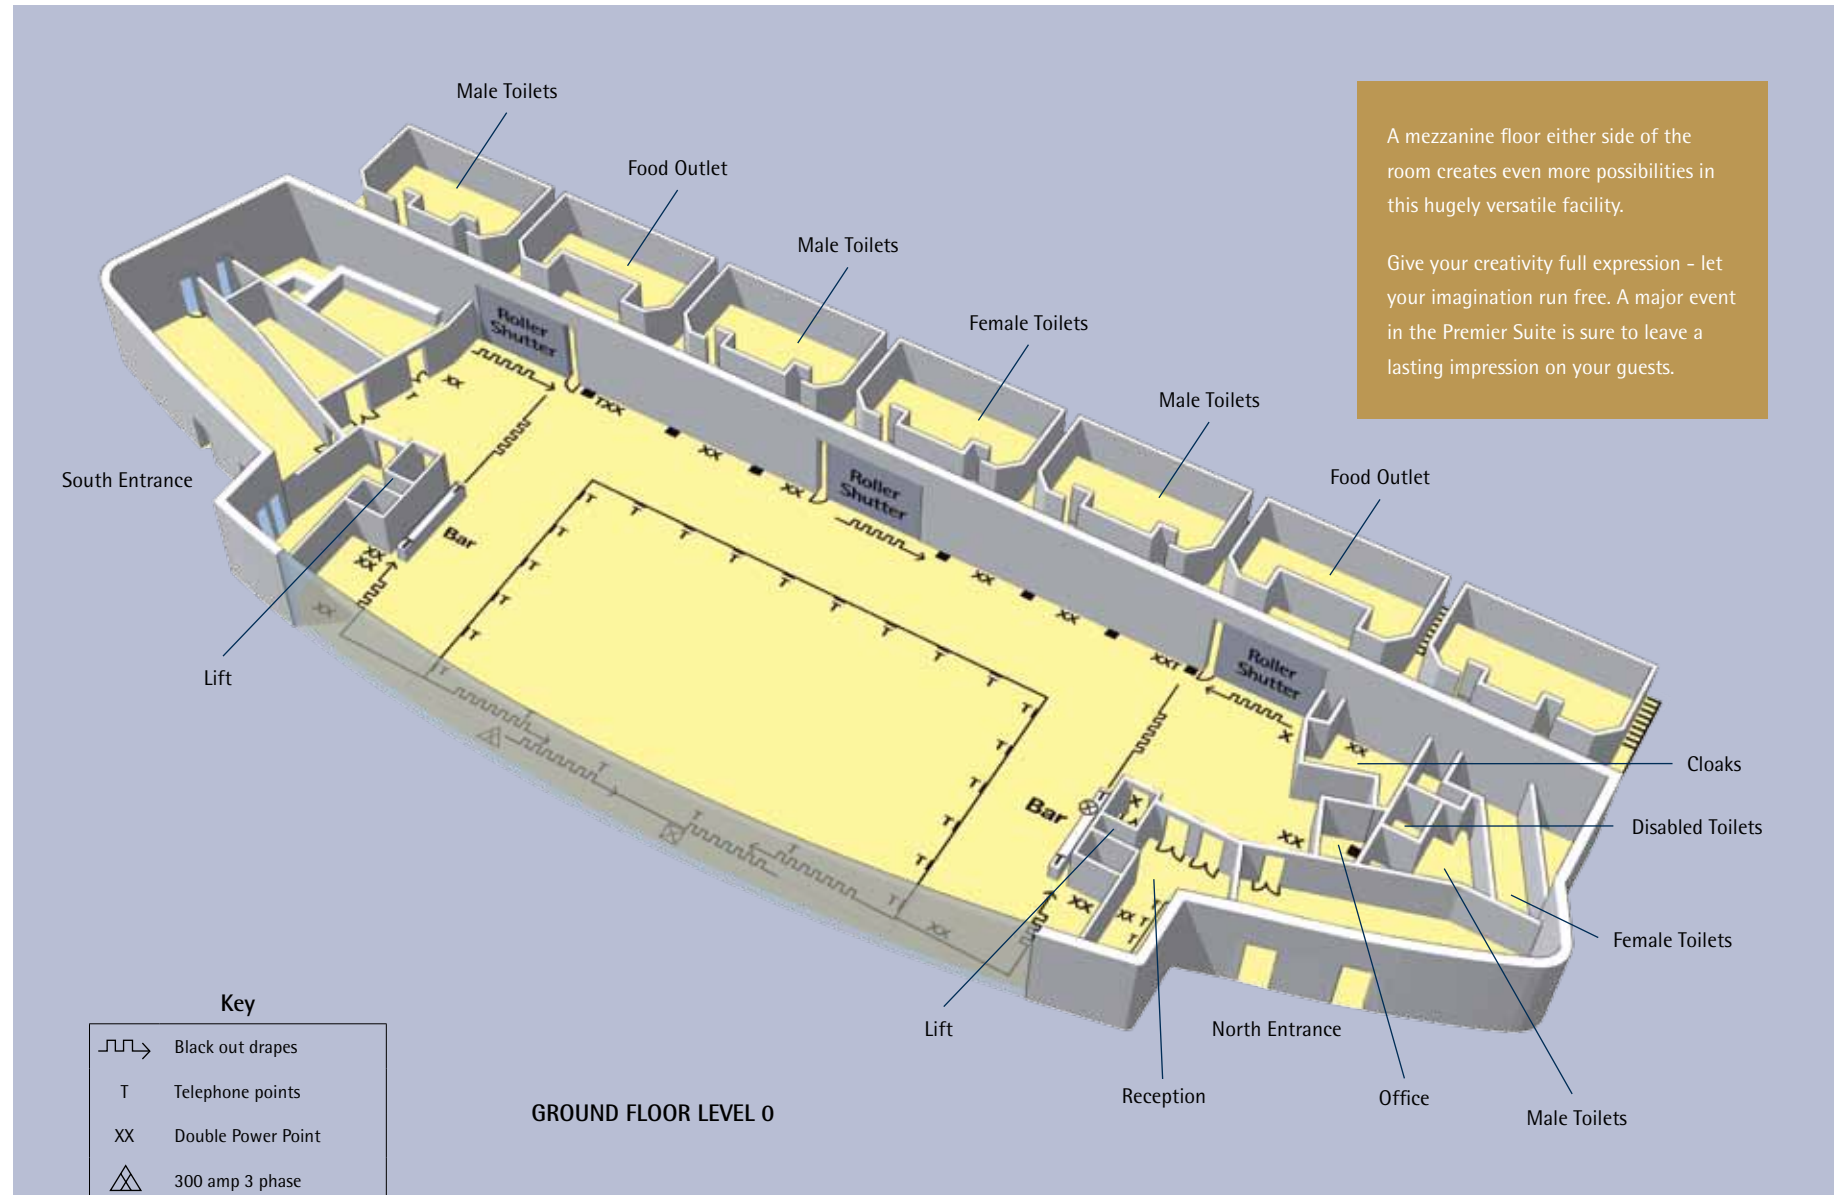 Male Toilets
Food Outlet
Male Toilets
Female Toilets
Male Toilets
Food Outlet
A mezzanine floor either side of the
room creates even more possibilities in
this hugely versatile facility.
Give your creativity full expression - let
your imagination run free. A major event
in the Premier Suite is sure to leave a
lasting impression on your guests.
Roller
Shutter
Roller
Shutter
Roller
Shutter
South Entrance
Lift
Bar
Bar
Cloaks
Disabled Toilets
Female Toilets
Male Toilets
Office
North Entrance
Reception
Lift
GROUND FLOOR LEVEL 0
Key
Black out drapes
T Telephone points
XX Double Power Point
300 amp 3 phase